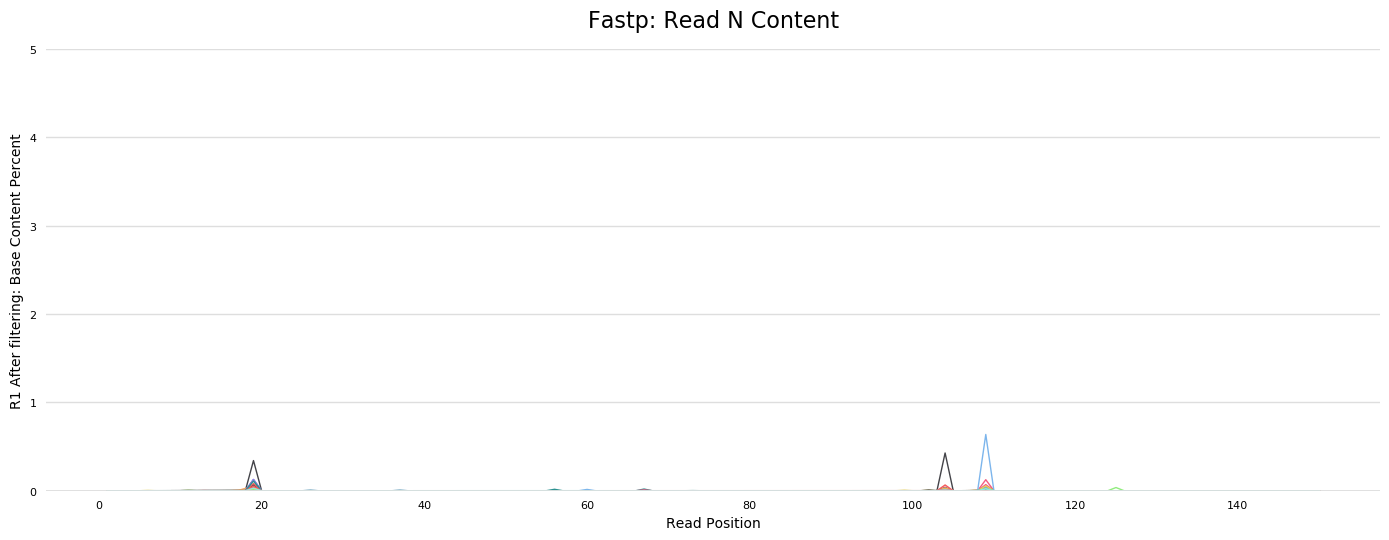 Fastp: Read N Content
R1 After filtering: Base Content Percent
5
4
3
2
1
0
0 20 40 60 80 100 120 140
Read Position